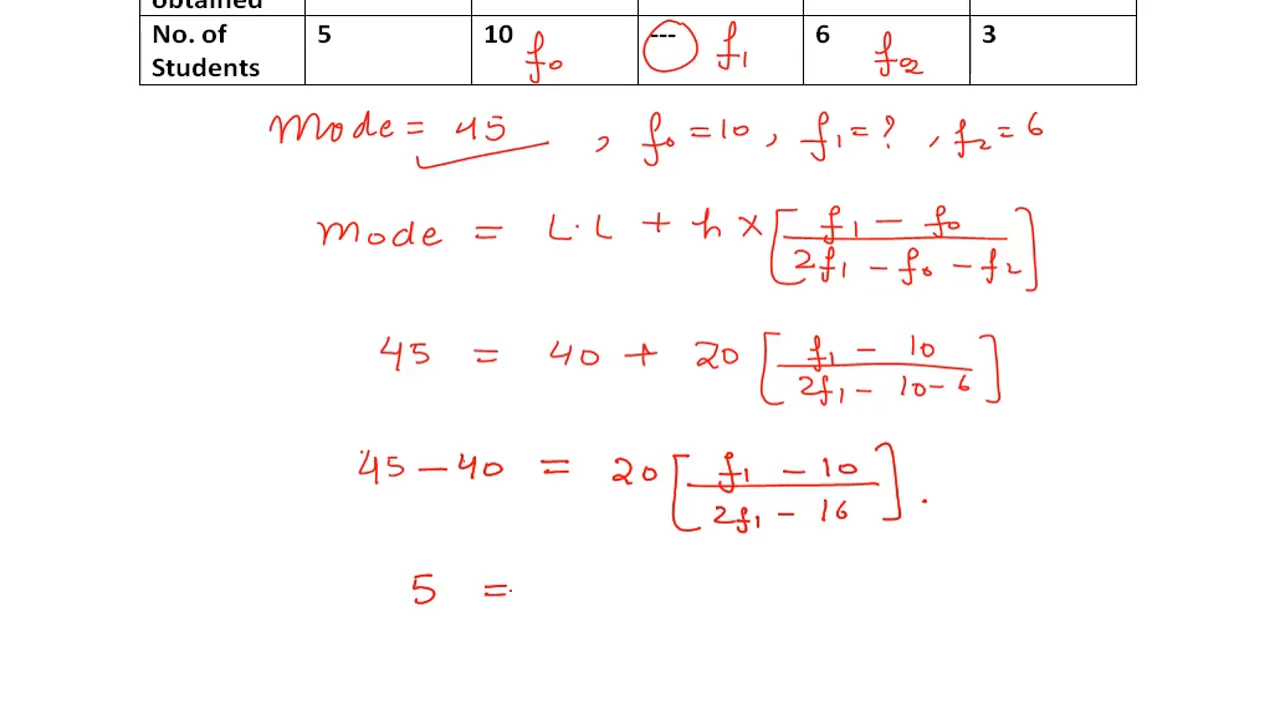 obtained
No. of Students 5 10 f₀ --- f₁ 6 f₂ 3
Mode = 45 , f₀ = 10 , f₁ = ? , f₂ = 6
Mode = L.L + h × [ (f₁ − f₀) / (2f₁ − f₀ − f₂) ]
45 = 40 + 20 [ (f₁ − 10) / (2f₁ − 10 − 6) ]
45 − 40 = 20 [ (f₁ − 10) / (2f₁ − 16) ] .
5 =